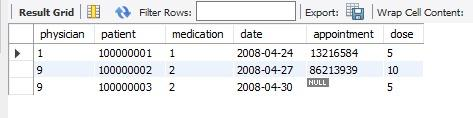 Result Grid Filter Rows: Export: Wrap Cell Content:
physician patient medication date appointment dose
1 100000001 1 2008-04-24 13216584 5
9 100000002 2 2008-04-27 86213939 10
9 100000003 2 2008-04-30 NULL 5